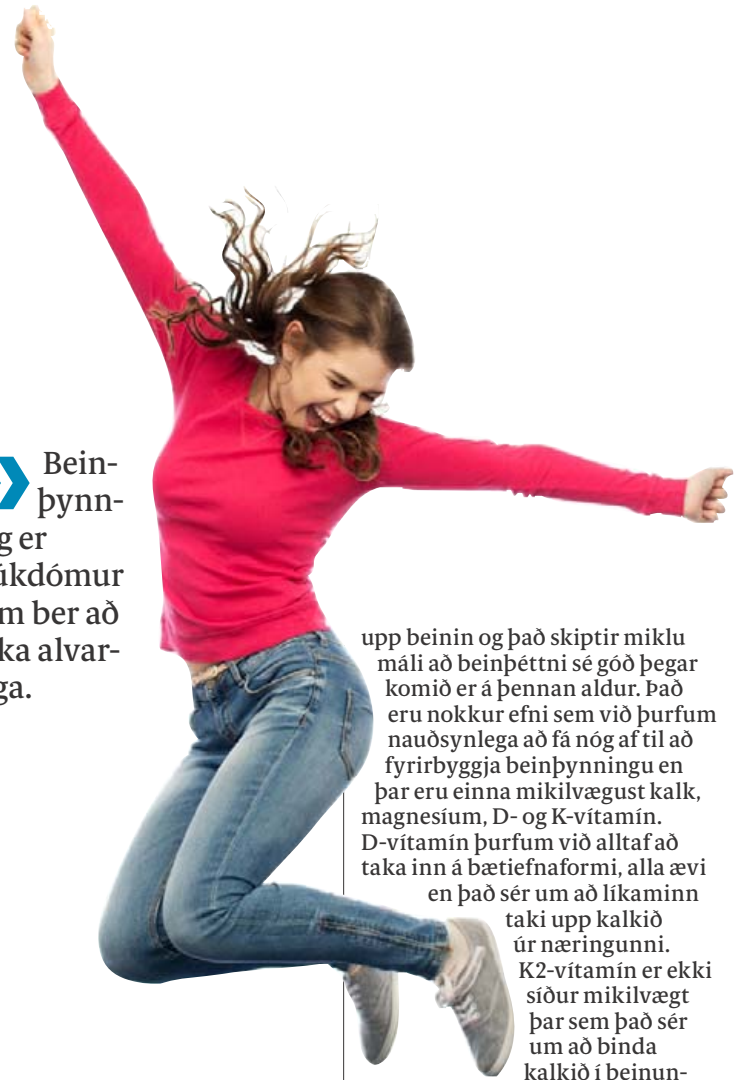 Bein-
þynn-
g er
úkdómur
m ber að
ka alvar-
ga.
upp beinin og það skiptir miklu
máli að beinþéttni sé góð þegar
komið er á þennan aldur. Það
eru nokkur efni sem við þurfum
nauðsynlega að fá nóg af til að
fyrirbyggja beinþynningu en
þar eru einna mikilvægust kalk,
magnesíum, D- og K-vítamín.
D-vítamín þurfum við alltaf að
taka inn á bætiefnaformi, alla ævi
en það sér um að líkaminn
taki upp kalkið
úr næringunni.
K2-vítamín er ekki
síður mikilvægt
þar sem það sér
um að binda
kalkið í beinun-